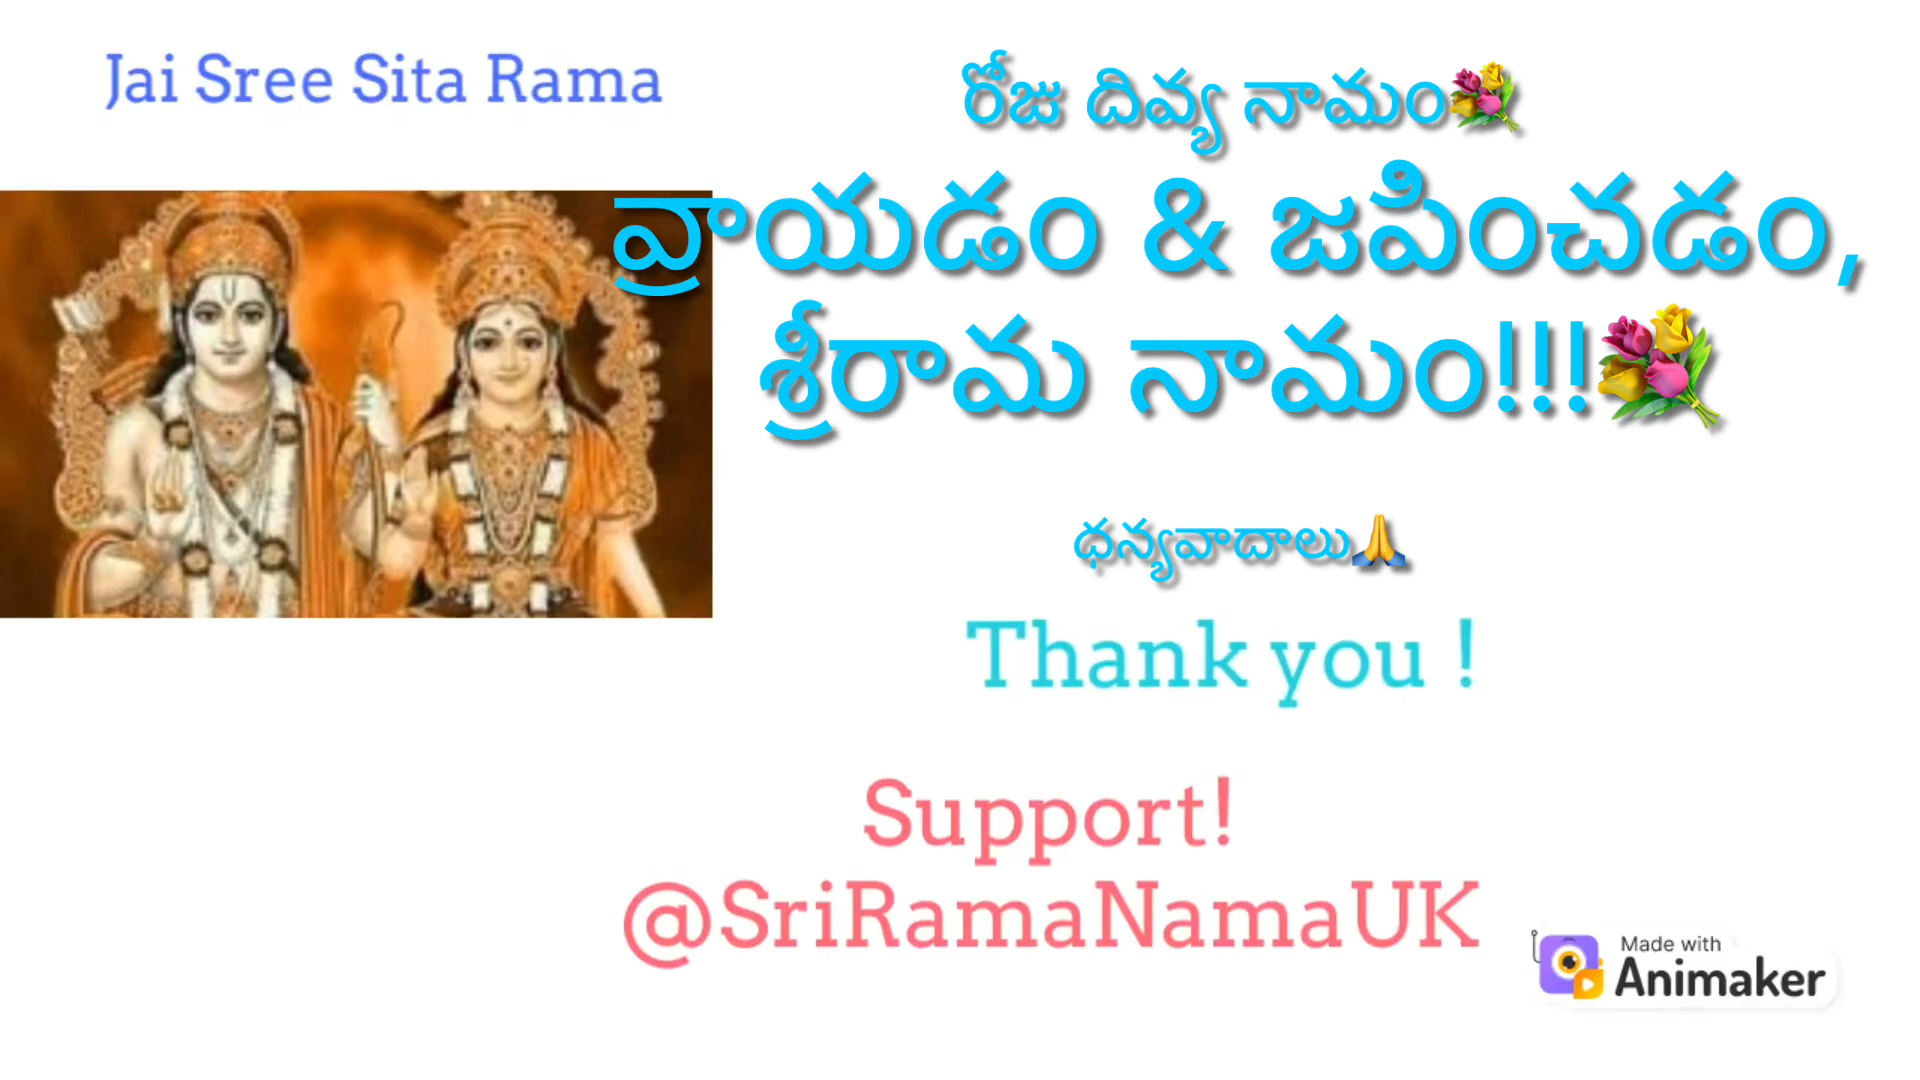 Jai Sree Sita Rama
రోజు దివ్య నామం💐
వ్రాయడం & జపించడం,
శ్రీరామ నామం!!!💐
ధన్యవాదాలు🙏
Thank you !
Support!
@SriRamaNamaUK
Made with
Animaker